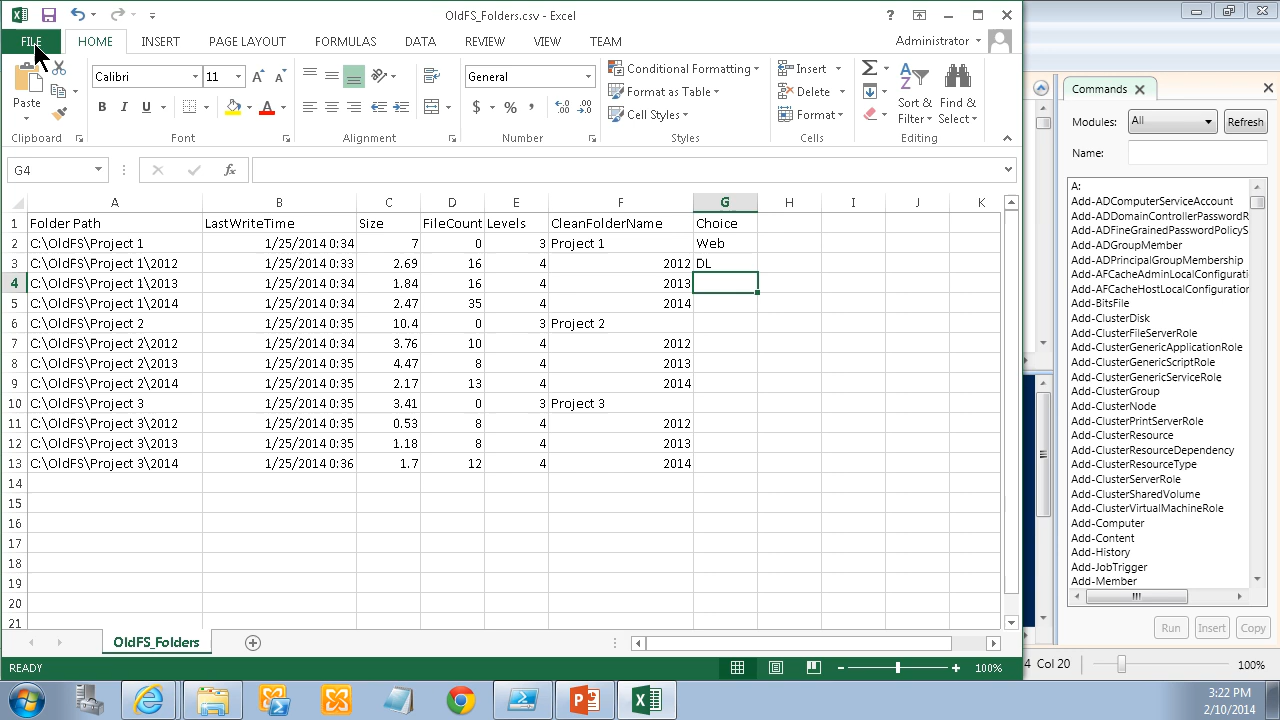 OldFS_Folders.csv - Excel
FILE HOME INSERT PAGE LAYOUT FORMULAS DATA REVIEW VIEW TEAM Administrator
Paste
Calibri 11
B I U
General
$ % ,
Conditional Formatting
Format as Table
Cell Styles
Insert
Delete
Format
Sort & Filter
Find & Select
Clipboard Font Alignment Number Styles Cells Editing
G4 fx
A B C D E F G H I J K
1 Folder Path LastWriteTime Size FileCount Levels CleanFolderName Choice
2 C:\OldFS\Project 1 1/25/2014 0:34 7 0 3 Project 1 Web
3 C:\OldFS\Project 1\2012 1/25/2014 0:33 2.69 16 4 2012 DL
4 C:\OldFS\Project 1\2013 1/25/2014 0:34 1.84 16 4 2013
5 C:\OldFS\Project 1\2014 1/25/2014 0:34 2.47 35 4 2014
6 C:\OldFS\Project 2 1/25/2014 0:35 10.4 0 3 Project 2
7 C:\OldFS\Project 2\2012 1/25/2014 0:34 3.76 10 4 2012
8 C:\OldFS\Project 2\2013 1/25/2014 0:35 4.47 8 4 2013
9 C:\OldFS\Project 2\2014 1/25/2014 0:35 2.17 13 4 2014
10 C:\OldFS\Project 3 1/25/2014 0:35 3.41 0 3 Project 3
11 C:\OldFS\Project 3\2012 1/25/2014 0:35 0.53 8 4 2012
12 C:\OldFS\Project 3\2013 1/25/2014 0:35 1.18 8 4 2013
13 C:\OldFS\Project 3\2014 1/25/2014 0:36 1.7 12 4 2014
14
15
16
17
18
19
20
21
OldFS_Folders
READY 100%
Commands
Modules: All Refresh
Name:
A:
Add-ADComputerServiceAccount
Add-ADDomainControllerPasswordR
Add-ADFineGrainedPasswordPolicyS
Add-ADGroupMember
Add-ADPrincipalGroupMembership
Add-AFCacheAdminLocalConfigurati
Add-AFCacheHostLocalConfiguration
Add-BitsFile
Add-ClusterDisk
Add-ClusterFileServerRole
Add-ClusterGenericApplicationRole
Add-ClusterGenericScriptRole
Add-ClusterGenericServiceRole
Add-ClusterGroup
Add-ClusterNode
Add-ClusterPrintServerRole
Add-ClusterResource
Add-ClusterResourceDependency
Add-ClusterResourceType
Add-ClusterServerRole
Add-ClusterSharedVolume
Add-ClusterVirtualMachineRole
Add-Computer
Add-Content
Add-History
Add-JobTrigger
Add-Member
Run Insert Copy
4 Col 20 100%
3:22 PM
2/10/2014